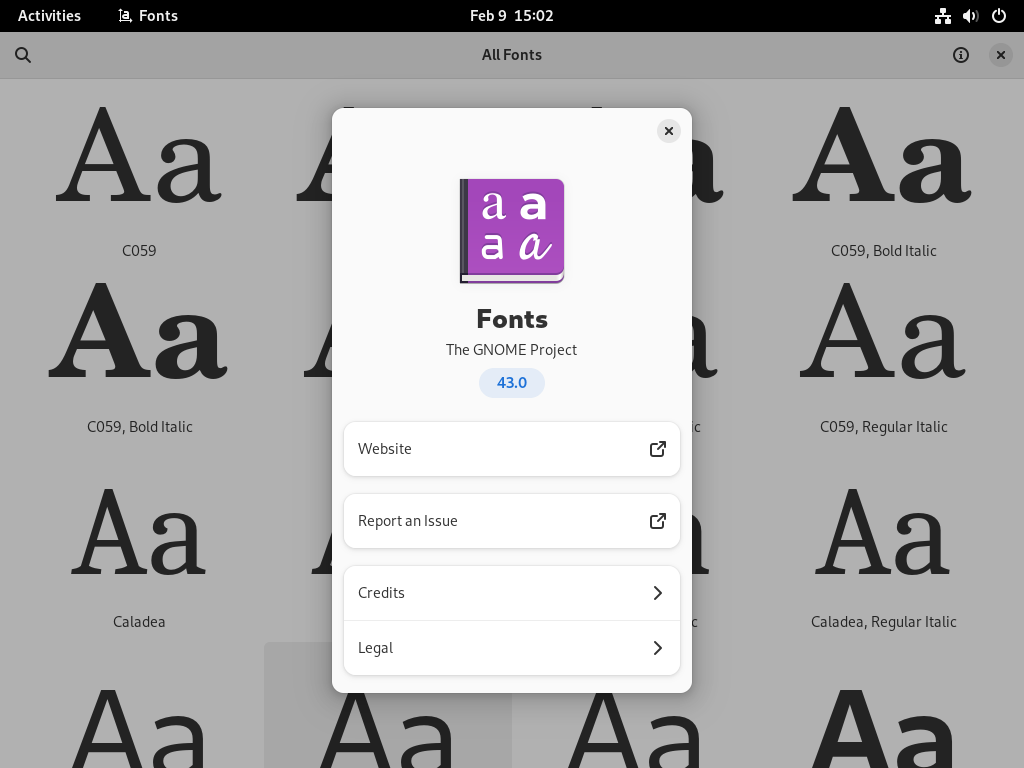 Activities
Fonts
Feb 9 15:02
All Fonts
Aa
Aa
C059
C059, Bold Italic
a a
a a
Fonts
The GNOME Project
43.0
Aa
Aa
C059, Bold Italic
C059, Regular Italic
Website
Report an Issue
Aa
Aa
Caladea
Caladea, Regular Italic
Credits
Legal
Aa
Aa
Aa
Aa